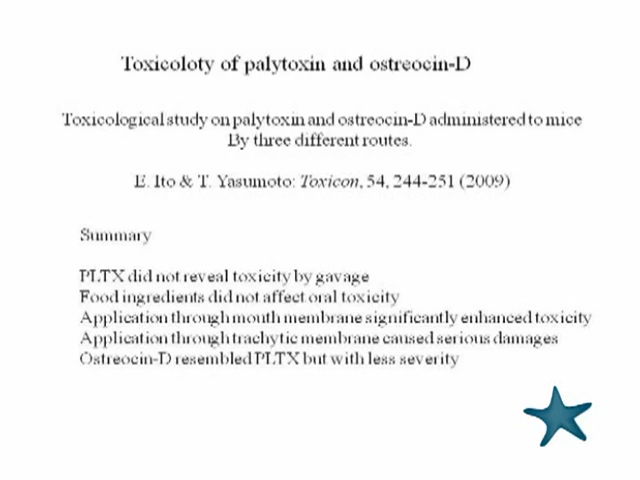 Toxicoloty of palytoxin and ostreocin-D
Toxicological study on palytoxin and ostreocin-D administered to mice
By three different routes.
E. Ito & T. Yasumoto: Toxicon, 54, 244-251 (2009)
Summary
PLTX did not reveal toxicity by gavage
Food ingredients did not affect oral toxicity
Application through mouth membrane significantly enhanced toxicity
Application through trachytic membrane caused serious damages
Ostreocin-D resembled PLTX but with less severity